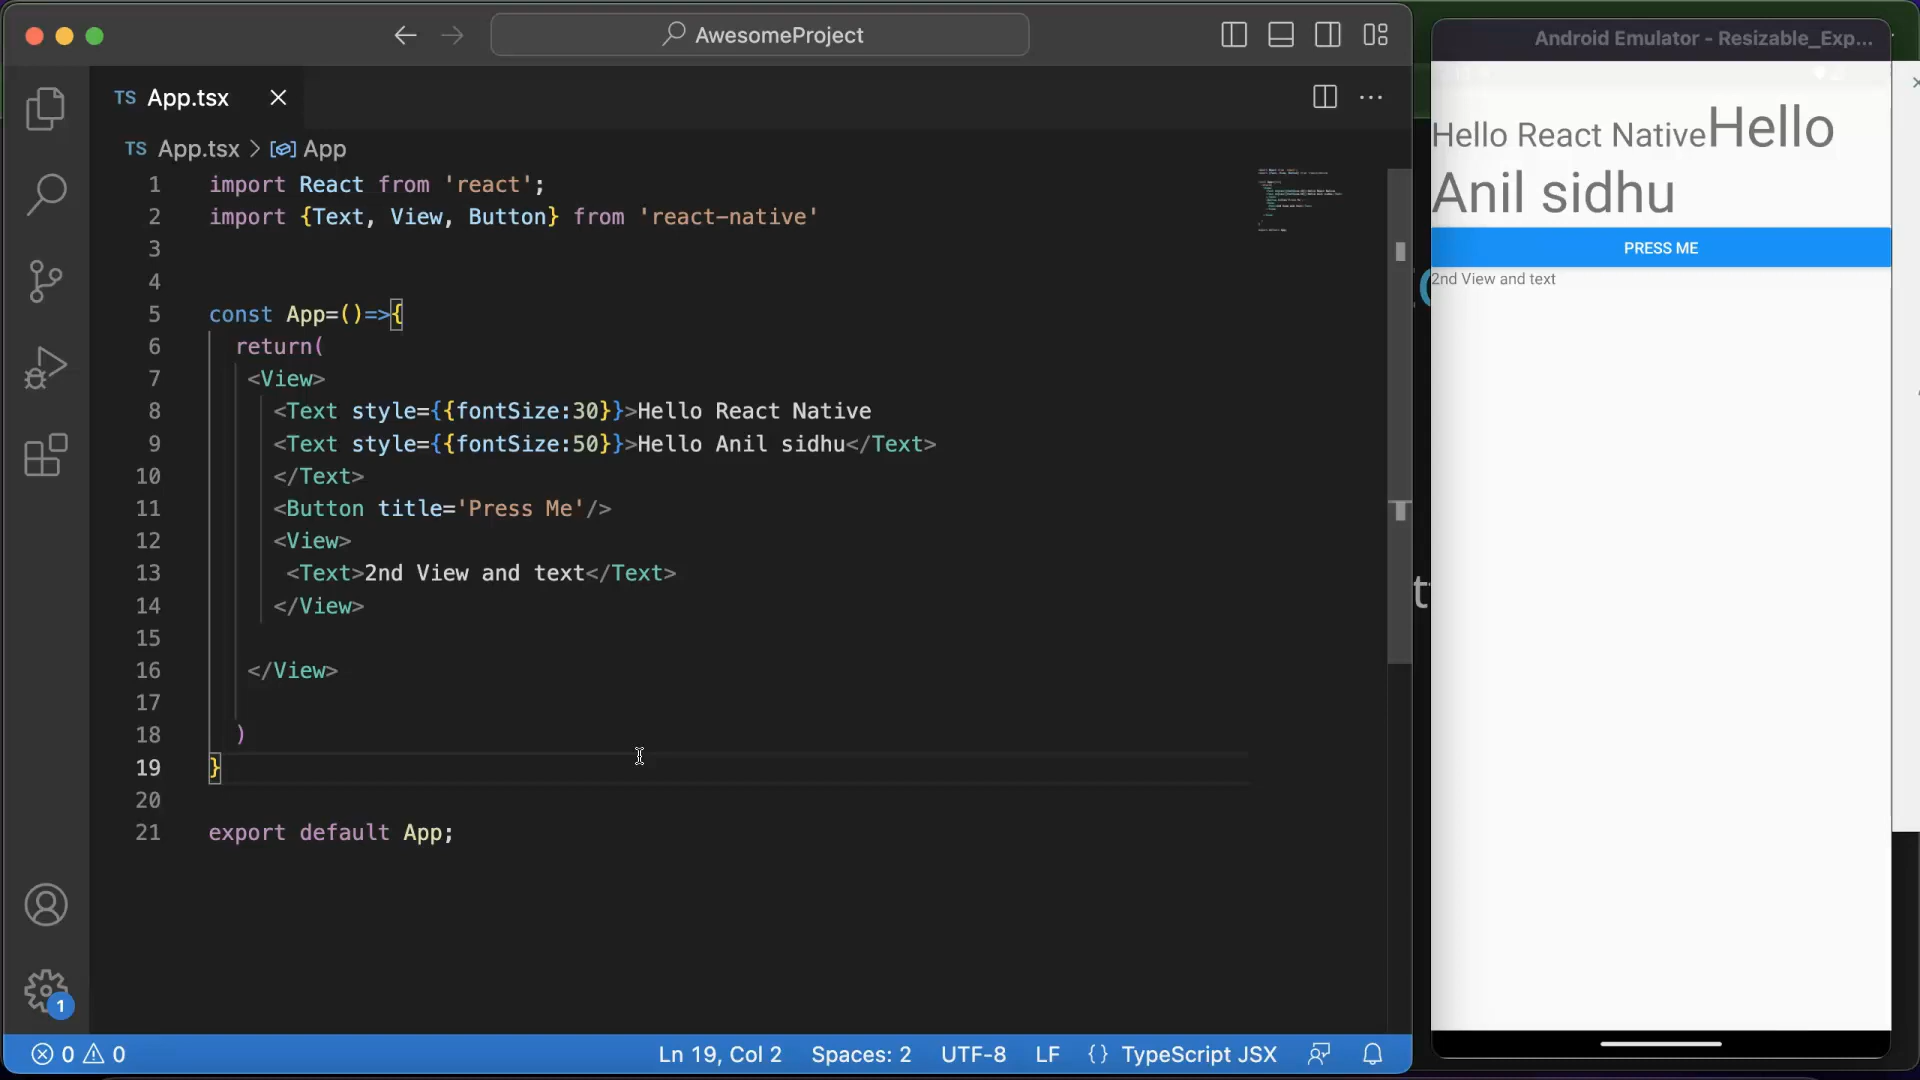 AwesomeProject
TS App.tsx
TS App.tsx > App
1 import React from 'react';
2 import {Text, View, Button} from 'react-native'
3
4
5 const App=()=>{
6 return(
7 <View>
8 <Text style={{fontSize:30}}>Hello React Native
9 <Text style={{fontSize:50}}>Hello Anil sidhu</Text>
10 </Text>
11 <Button title='Press Me'/>
12 <View>
13 <Text>2nd View and text</Text>
14 </View>
15
16 </View>
17
18 )
19 }
20
21 export default App;
1
0 0
Ln 19, Col 2 Spaces: 2 UTF-8 LF {} TypeScript JSX
Android Emulator - Resizable_Exp...
Hello React NativeHello
Anil sidhu
PRESS ME
2nd View and text